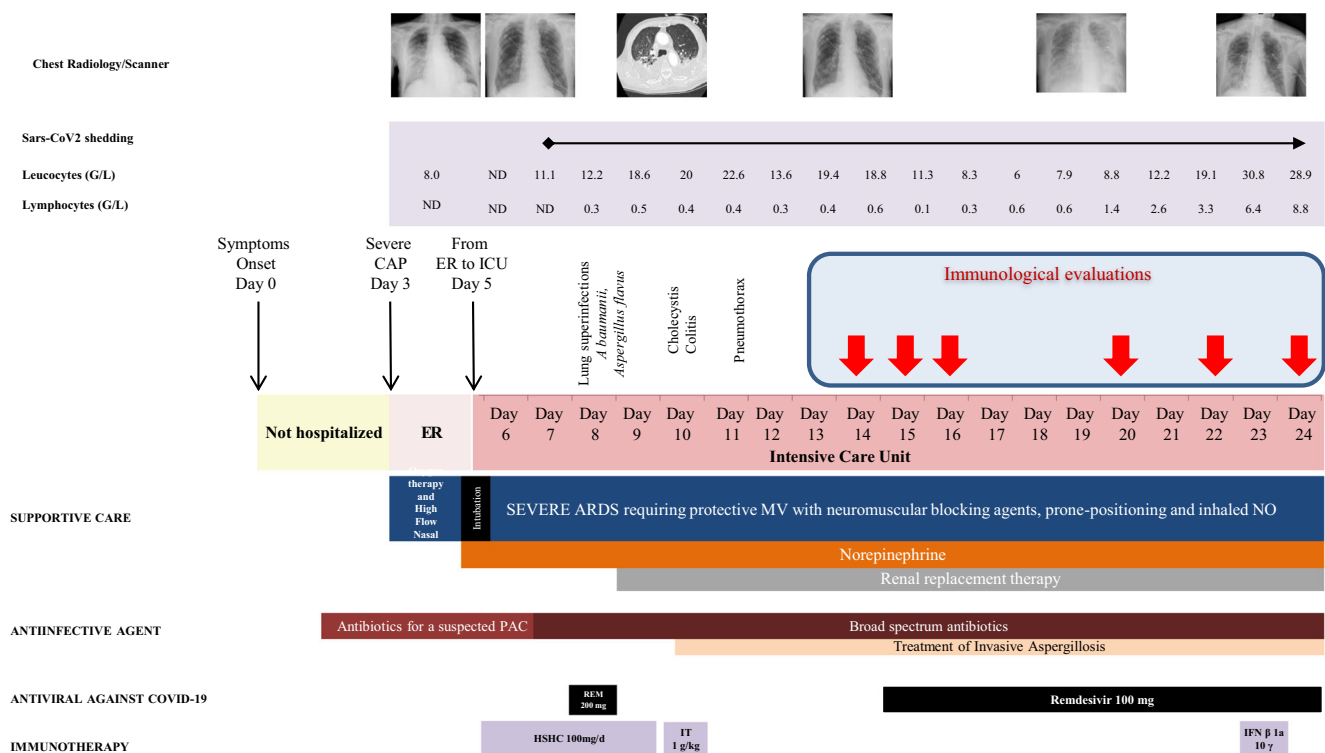 Chest Radiology/Scanner
Sars-CoV2 shedding
Leucocytes (G/L) 8.0 ND 11.1 12.2 18.6 20 22.6 13.6 19.4 18.8 11.3 8.3 6 7.9 8.8 12.2 19.1 30.8 28.9
Lymphocytes (G/L) ND ND ND 0.3 0.5 0.4 0.4 0.3 0.4 0.6 0.1 0.3 0.6 0.6 1.4 2.6 3.3 6.4 8.8
Symptoms
Onset
Day 0
Severe
CAP
Day 3
From
ER to ICU
Day 5
Lung superinfections
A baumanii,
Aspergillus flavus
Cholecystis
Colitis
Pneumothorax
Immunological evaluations
Not hospitalized
ER
Day Day Day Day Day Day Day Day Day Day Day Day Day Day Day Day Day Day Day
6 7 8 9 10 11 12 13 14 15 16 17 18 19 20 21 22 23 24
Intensive Care Unit
SUPPORTIVE CARE
therapy
and
High
Flow
Nasal
Intubation
SEVERE ARDS requiring protective MV with neuromuscular blocking agents, prone-positioning and inhaled NO
Norepinephrine
Renal replacement therapy
ANTIINFECTIVE AGENT
Antibiotics for a suspected PAC
Broad spectrum antibiotics
Treatment of Invasive Aspergillosis
ANTIVIRAL AGAINST COVID-19
REM
200 mg
Remdesivir 100 mg
IMMUNOTHERAPY
HSHC 100mg/d
IT
1 g/kg
IFN β 1a
10 γ